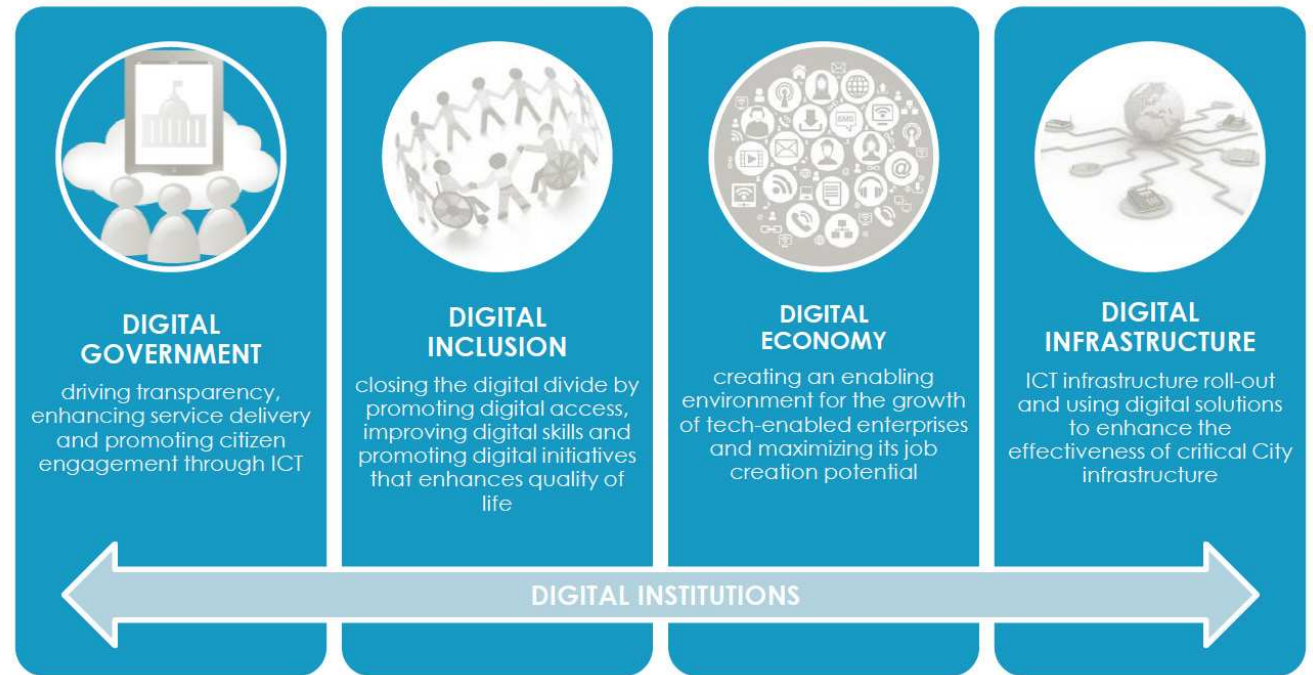 DIGITAL
GOVERNMENT
driving transparency,
enhancing service delivery
and promoting citizen
engagement through ICT
DIGITAL
INCLUSION
closing the digital divide by
promoting digital access,
improving digital skills and
promoting digital initiatives
that enhances quality of
life
DIGITAL
ECONOMY
creating an enabling
environment for the growth
of tech-enabled enterprises
and maximizing its job
creation potential
DIGITAL
INFRASTRUCTURE
ICT infrastructure roll-out
and using digital solutions
to enhance the
effectiveness of critical City
infrastructure
DIGITAL INSTITUTIONS